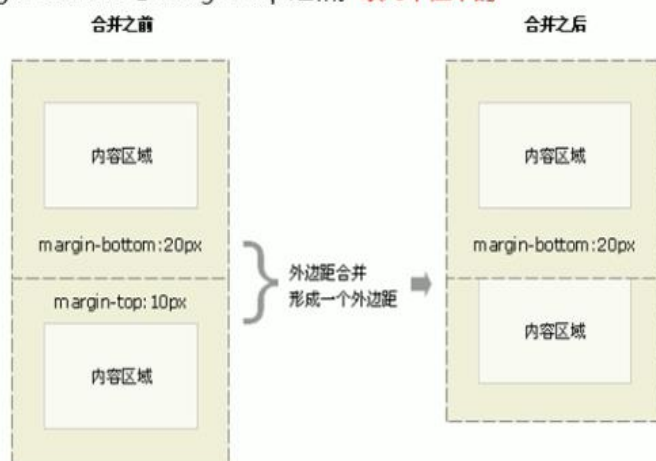 合并之前
合并之后
内容区域
内容区域
margin-bottom:20px
margin-bottom:20px
外边距合并
形成一个外边距
margin-top:10px
内容区域
内容区域